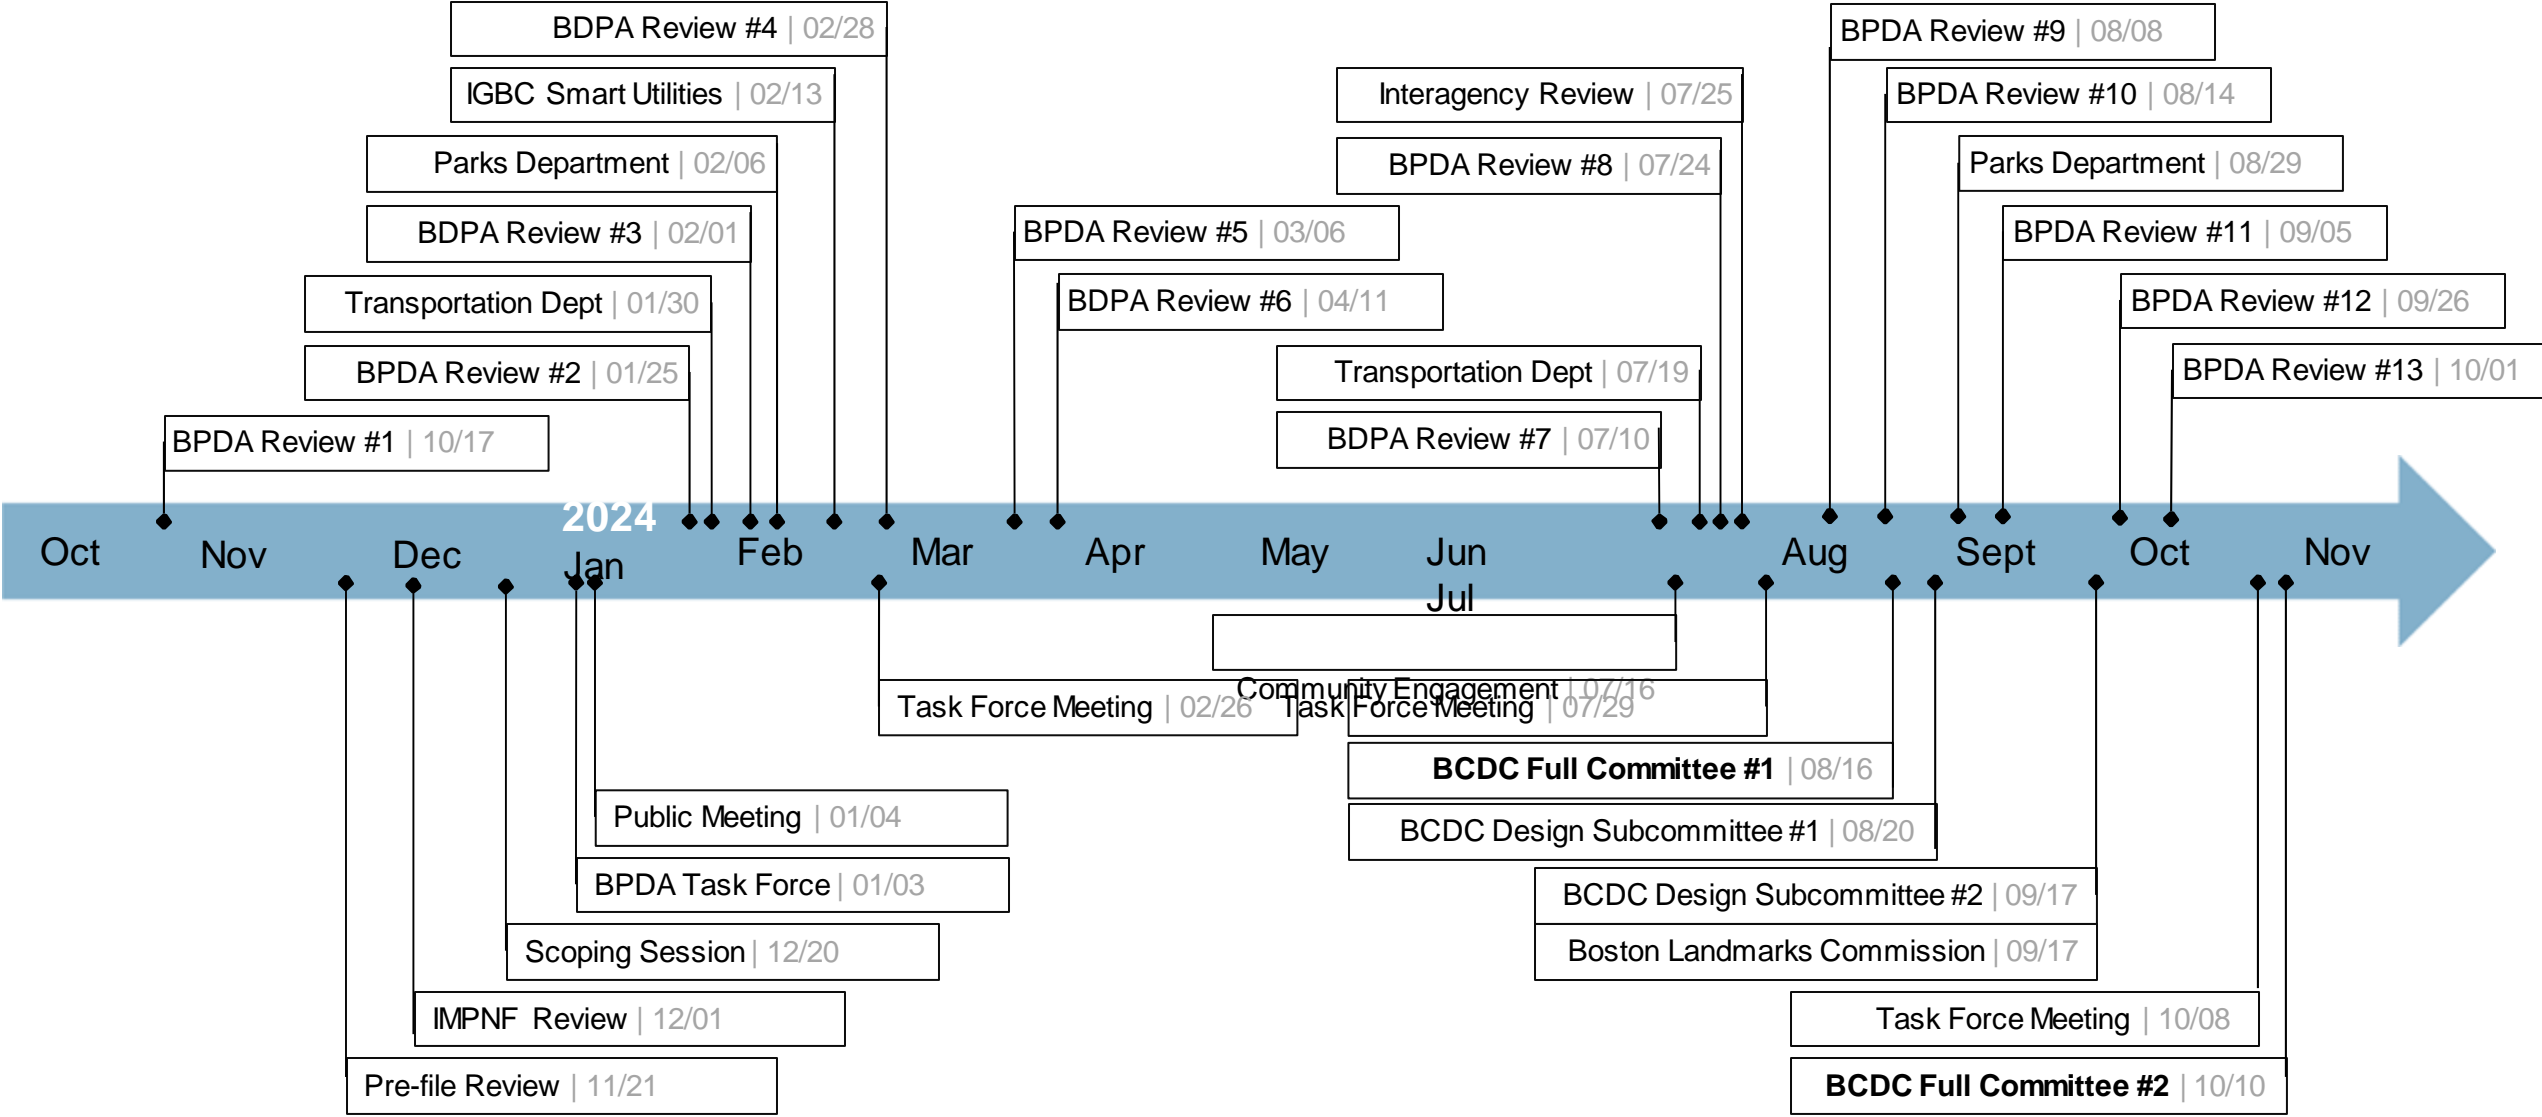 BDPA Review #4 | 02/28
BPDA Review #9 | 08/08
IGBC Smart Utilities | 02/13
Interagency Review | 07/25
BPDA Review #10 | 08/14
Parks Department | 02/06
BPDA Review #8 | 07/24
Parks Department | 08/29
BDPA Review #3 | 02/01
BPDA Review #5 | 03/06
BPDA Review #11 | 09/05
Transportation Dept | 01/30
BDPA Review #6 | 04/11
BPDA Review #12 | 09/26
BPDA Review #2 | 01/25
Transportation Dept | 07/19
BPDA Review #13 | 10/01
BPDA Review #1 | 10/17
BDPA Review #7 | 07/10
2024
Oct
Nov
Dec
Jan
Feb
Mar
Apr
May
Jun
Jul
Aug
Sept
Oct
Nov
Community Engagement | 07/16
Task Force Meeting | 02/26
Task Force Meeting | 07/29
BCDC Full Committee #1 | 08/16
Public Meeting | 01/04
BCDC Design Subcommittee #1 | 08/20
BPDA Task Force | 01/03
BCDC Design Subcommittee #2 | 09/17
Scoping Session | 12/20
Boston Landmarks Commission | 09/17
IMPNF Review | 12/01
Task Force Meeting | 10/08
Pre-file Review | 11/21
BCDC Full Committee #2 | 10/10